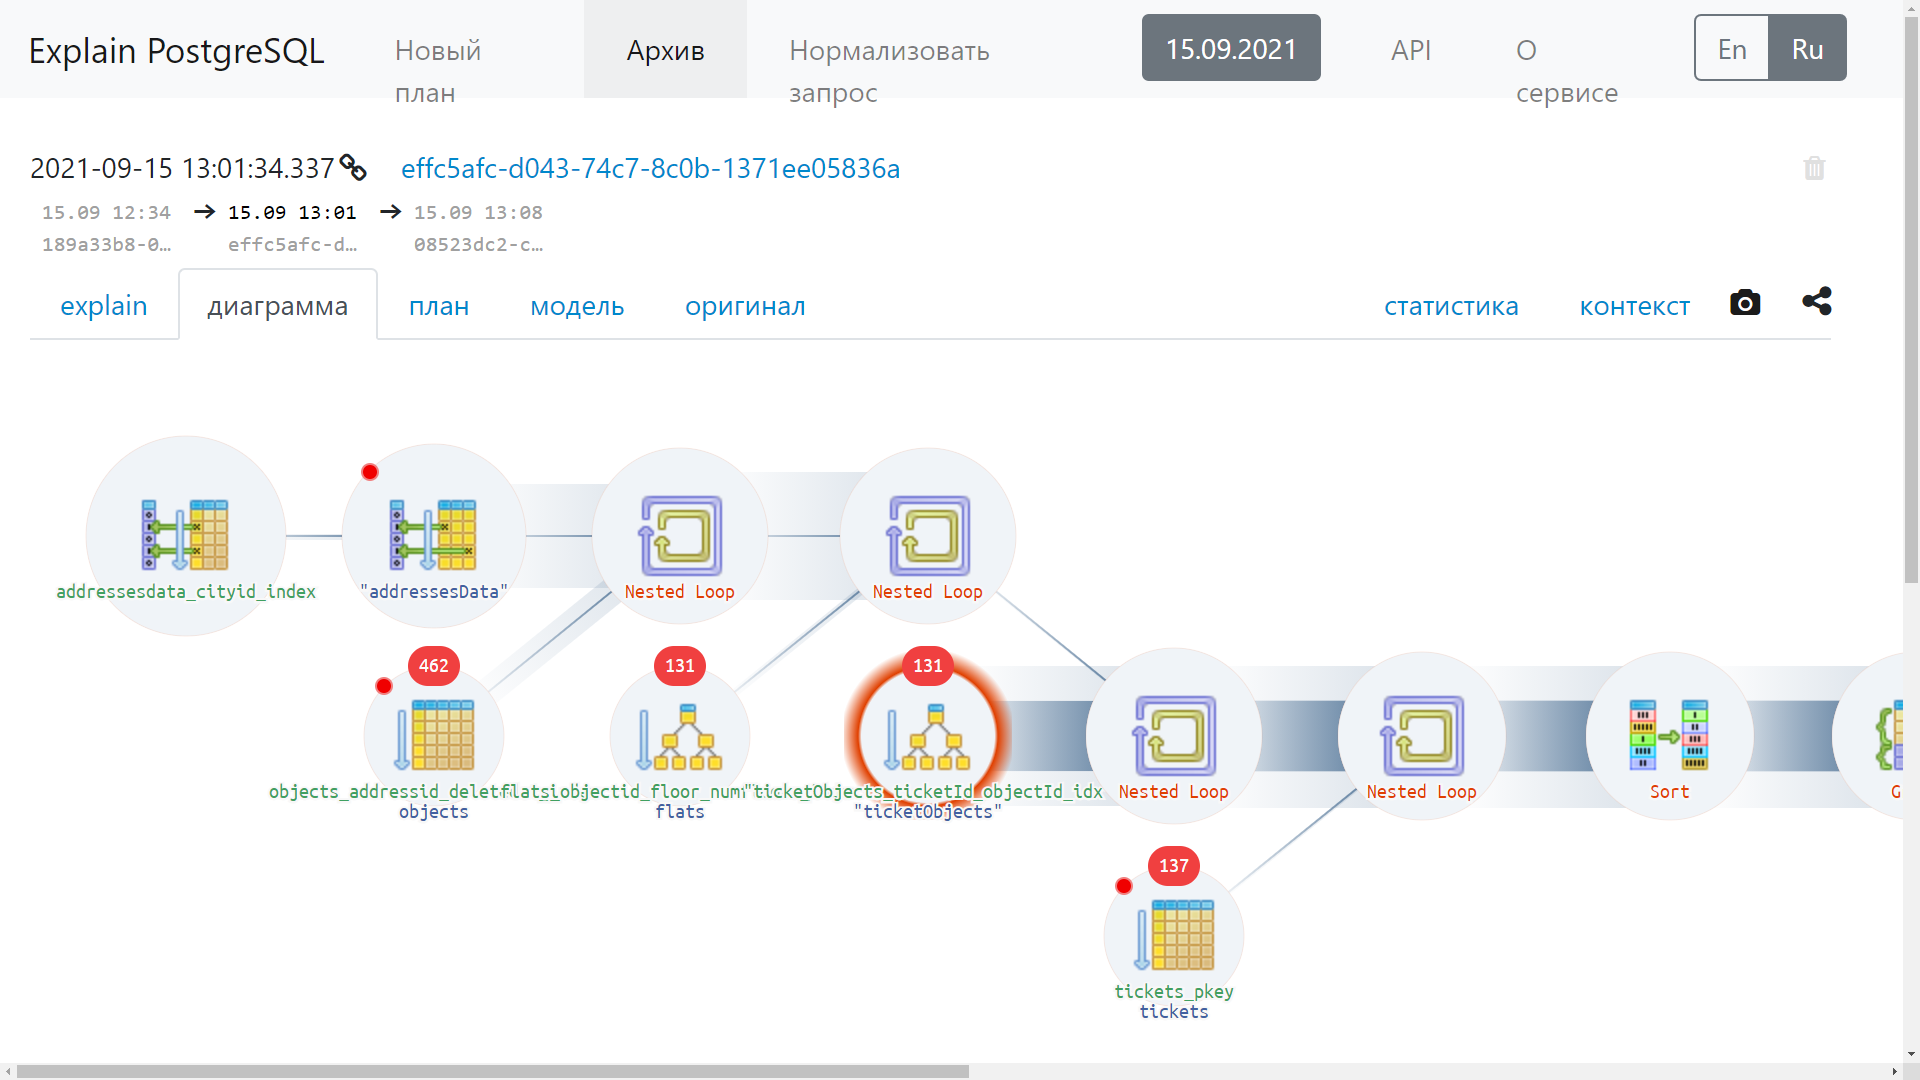 Explain PostgreSQL
Новый план
Архив
Нормализовать запрос
15.09.2021
API
О сервисе
En
Ru
2021-09-15 13:01:34.337
effc5afc-d043-74c7-8c0b-1371ee05836a
15.09 12:34
15.09 13:01
15.09 13:08
189a33b8-0…
effc5afc-d…
08523dc2-c…
explain
диаграмма
план
модель
оригинал
статистика
контекст
addressesdata_cityid_index
"addressesData"
Nested Loop
Nested Loop
462
131
131
"ticketObjects_ticketId_objectId_idx
Nested Loop
Nested Loop
Sort
objects
flats
"ticketObjects"
137
tickets_pkey
tickets